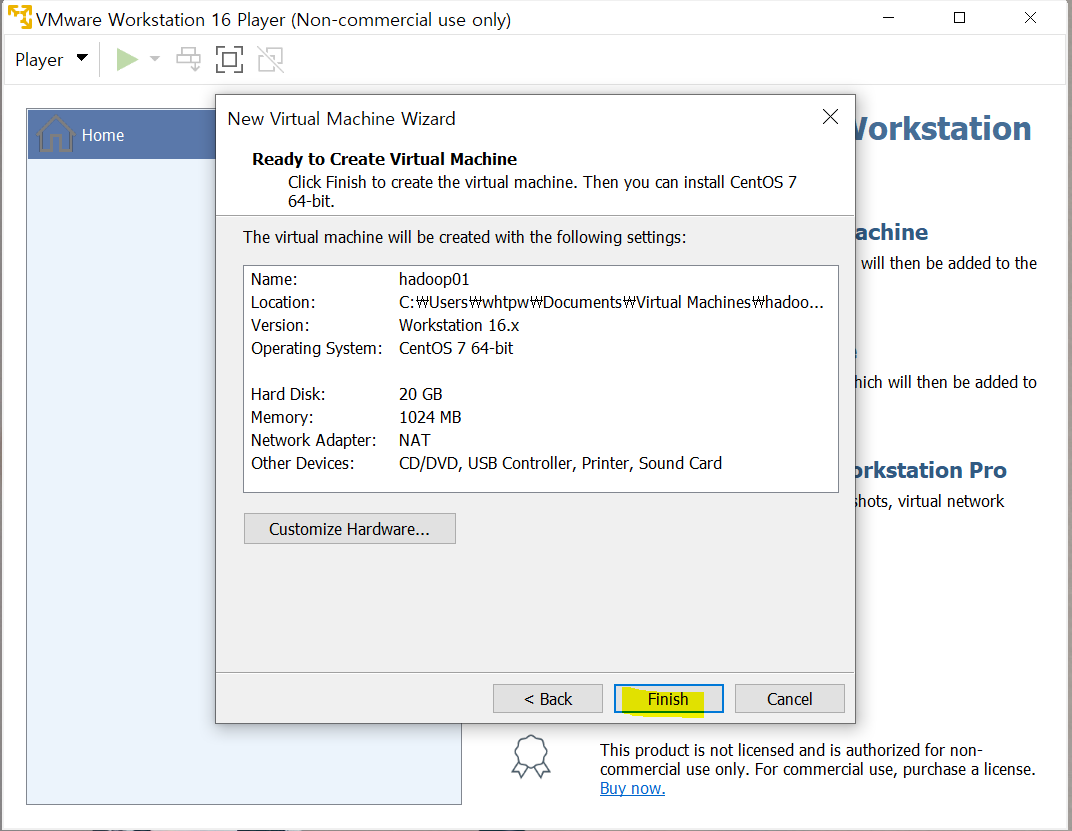 VMware Workstation 16 Player (Non-commercial use only)
Player
Home
Workstation
achine
will then be added to the
hich will then be added to
orkstation Pro
shots, virtual network
New Virtual Machine Wizard
Ready to Create Virtual Machine
Click Finish to create the virtual machine. Then you can install CentOS 7
64-bit.
The virtual machine will be created with the following settings:
Name: hadoop01
Location: C:₩Users₩whtpw₩Documents₩Virtual Machines₩hadoo...
Version: Workstation 16.x
Operating System: CentOS 7 64-bit
Hard Disk: 20 GB
Memory: 1024 MB
Network Adapter: NAT
Other Devices: CD/DVD, USB Controller, Printer, Sound Card
Customize Hardware...
< Back
Finish
Cancel
This product is not licensed and is authorized for non-
commercial use only. For commercial use, purchase a license.
Buy now.